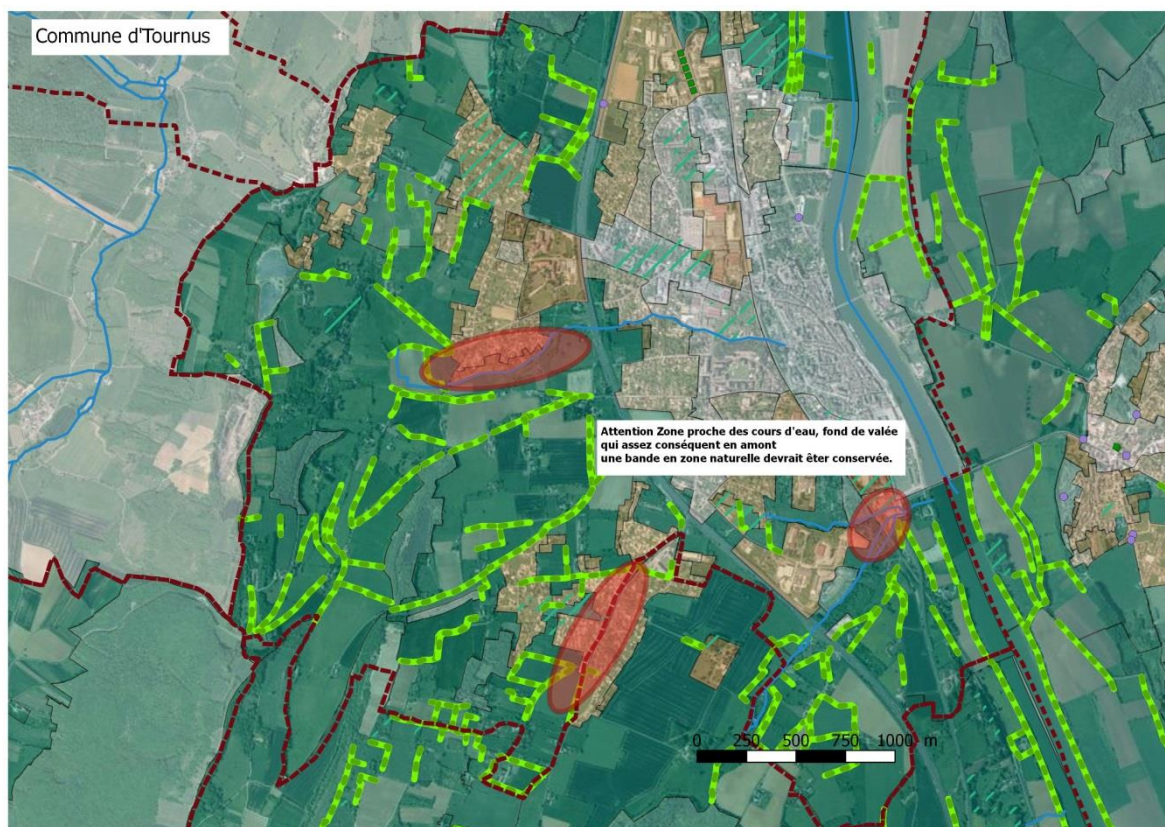 Commune d'Tournus
Attention Zone proche des cours d'eau, fond de valée
qui assez conséquent en amont
une bande en zone naturelle devrait êter conservée.
0 250 500 750 1000 m